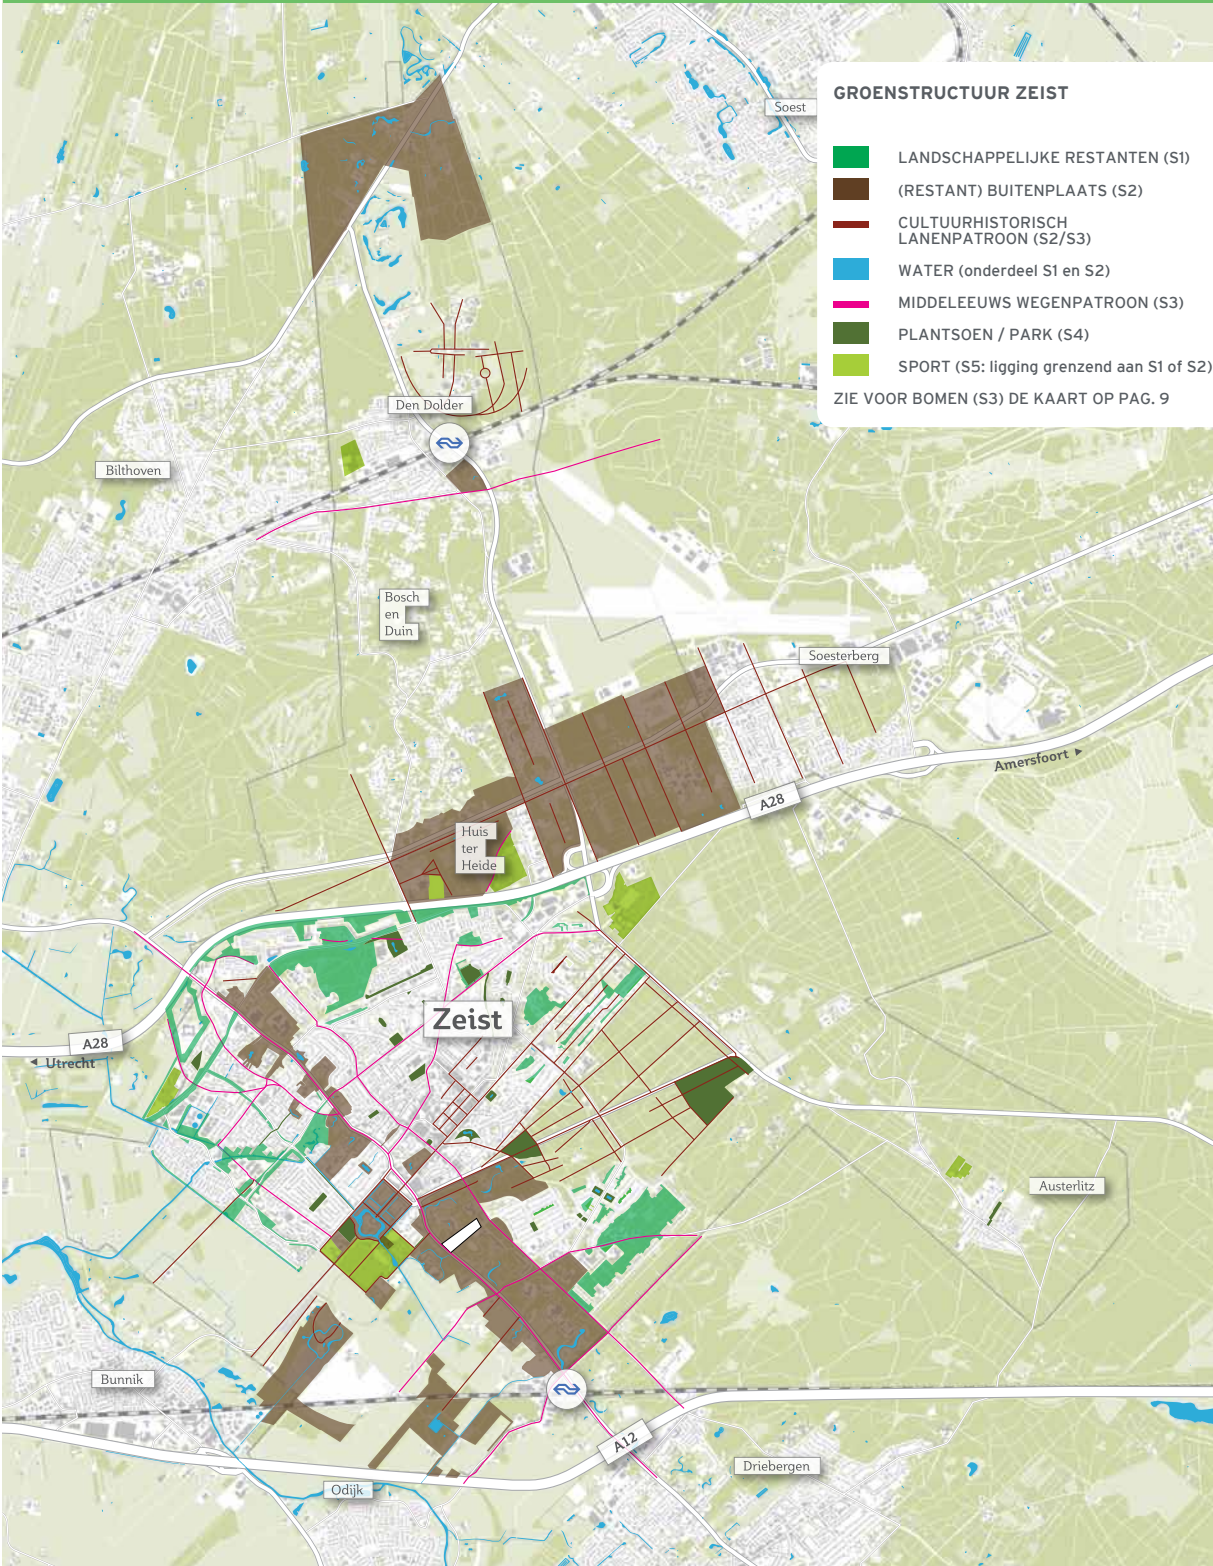 GROENSTRUCTUUR ZEIST
LANDSCHAPPELIJKE RESTANTEN (S1)
(RESTANT) BUITENPLAATS (S2)
CULTUURHISTORISCH
LANENPATROON (S2/S3)
WATER (onderdeel S1 en S2)
MIDDELEEUWS WEGENPATROON (S3)
PLANTSOEN / PARK (S4)
SPORT (S5: ligging grenzend aan S1 of S2)
ZIE VOOR BOMEN (S3) DE KAART OP PAG. 9
Soest
Den Dolder
Bilthoven
Bosch
en
Duin
Soesterberg
Amersfoort
A28
Huis
ter
Heide
Zeist
A28
Utrecht
Austerlitz
Bunnik
A12
Driebergen
Odijk